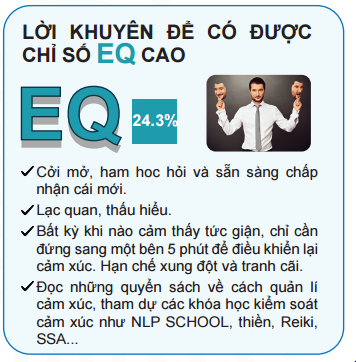 LỜI KHUYÊN ĐỂ CÓ ĐƯỢC
CHỈ SỐ EQ CAO
EQ
24.3%
✓Cởi mở, ham hoc hỏi và sẵn sàng chấp
nhận cái mới.
✓Lạc quan, thấu hiểu.
✓Bất kỳ khi nào cảm thấy tức giận, chỉ cần
đứng sang một bên 5 phút để điều khiển lại
cảm xúc. Hạn chế xung đột và tranh cãi.
✓Đọc những quyển sách về cách quản lí
cảm xúc, tham dự các khóa học kiểm soát
cảm xúc như NLP SCHOOL, thiền, Reiki,
SSA...